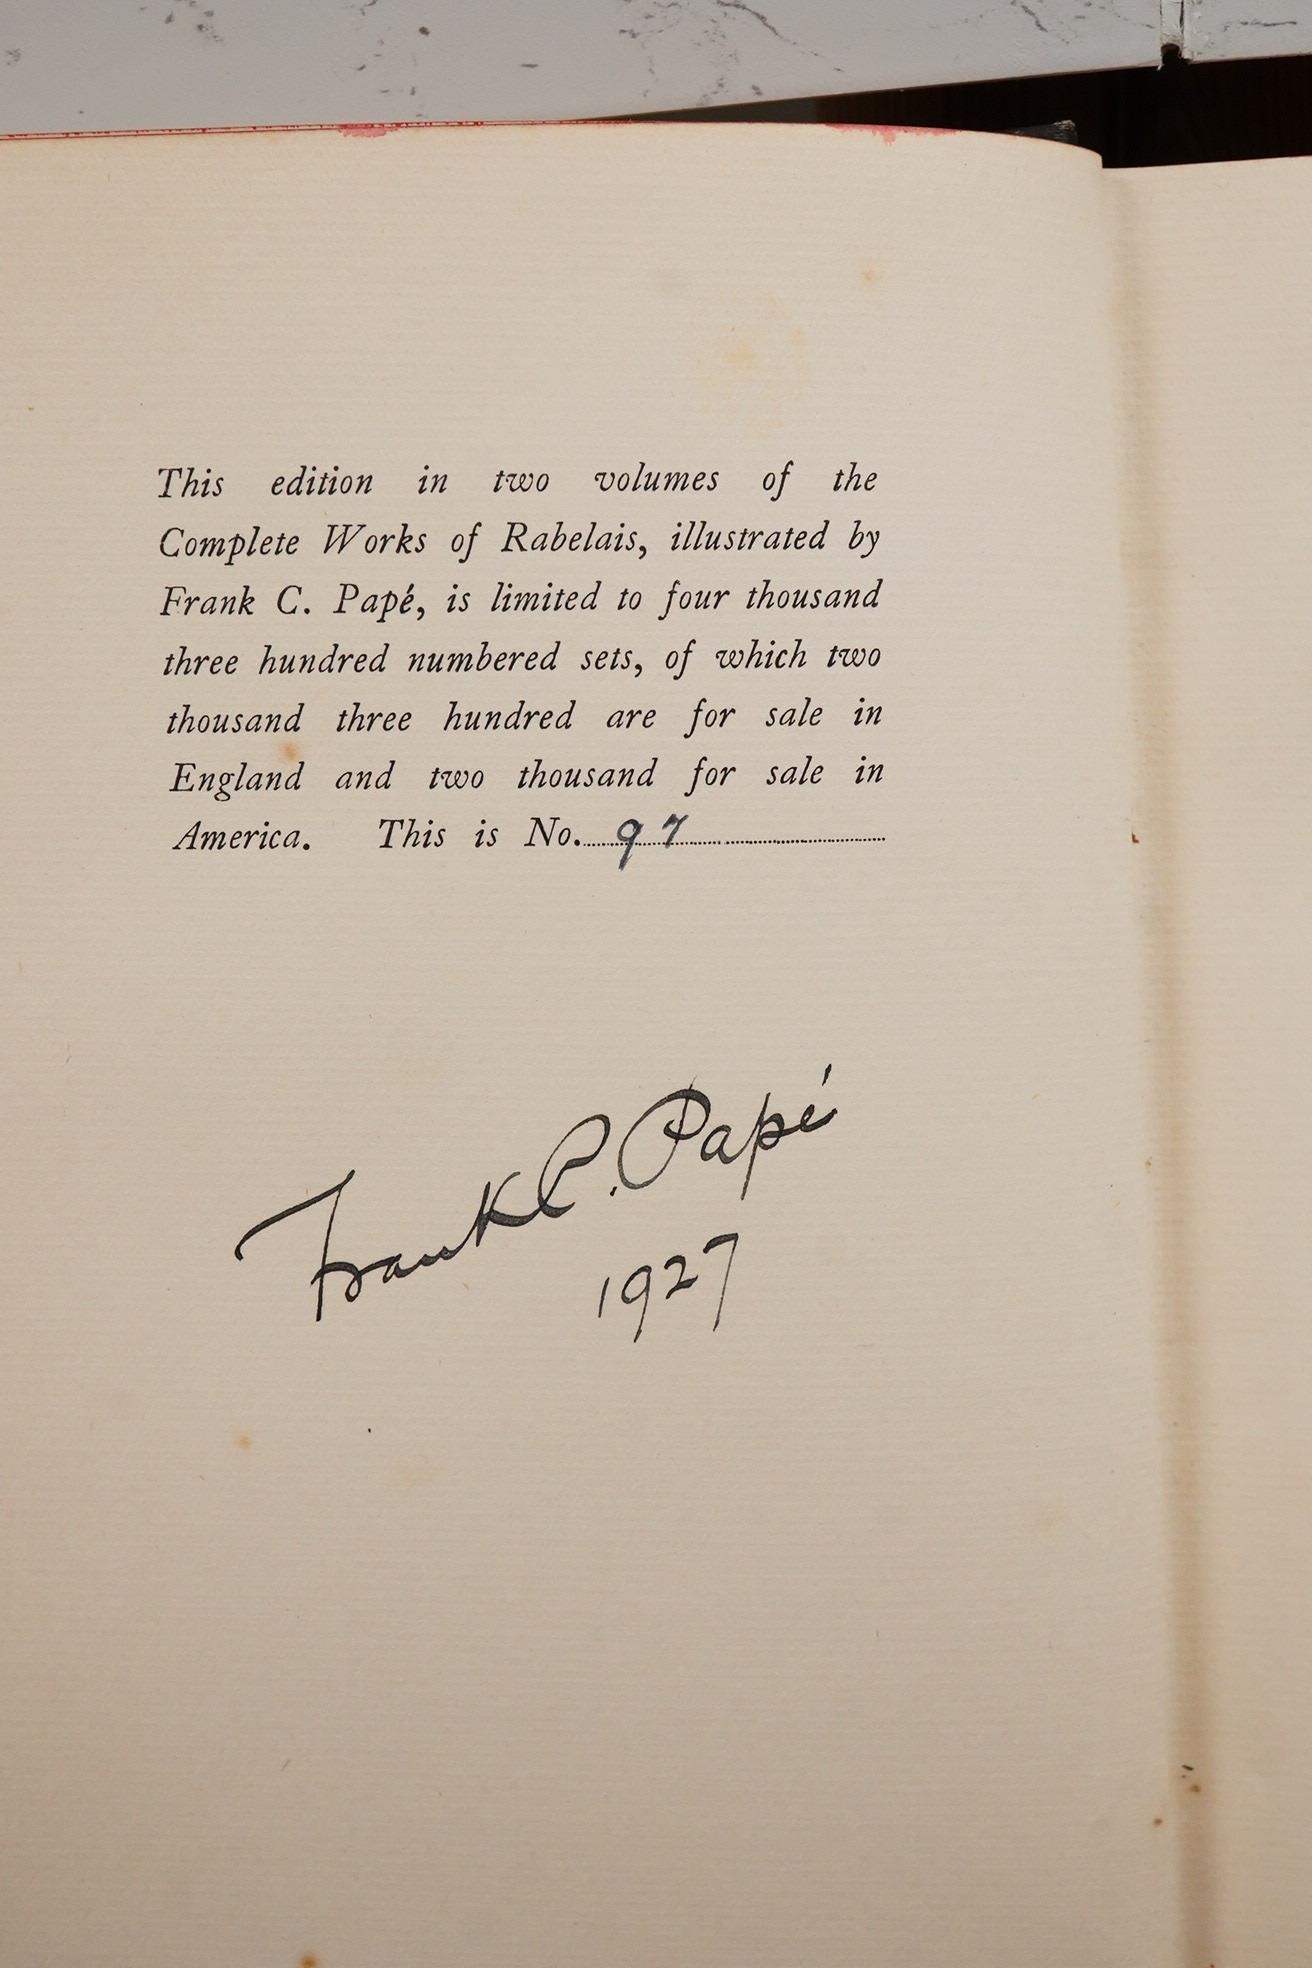 This edition in two volumes of the
Complete Works of Rabelais, illustrated by
Frank C. Papé, is limited to four thousand
three hundred numbered sets, of which two
thousand three hundred are for sale in
England and two thousand for sale in
America. This is No. 97
Frank C. Papé
1927